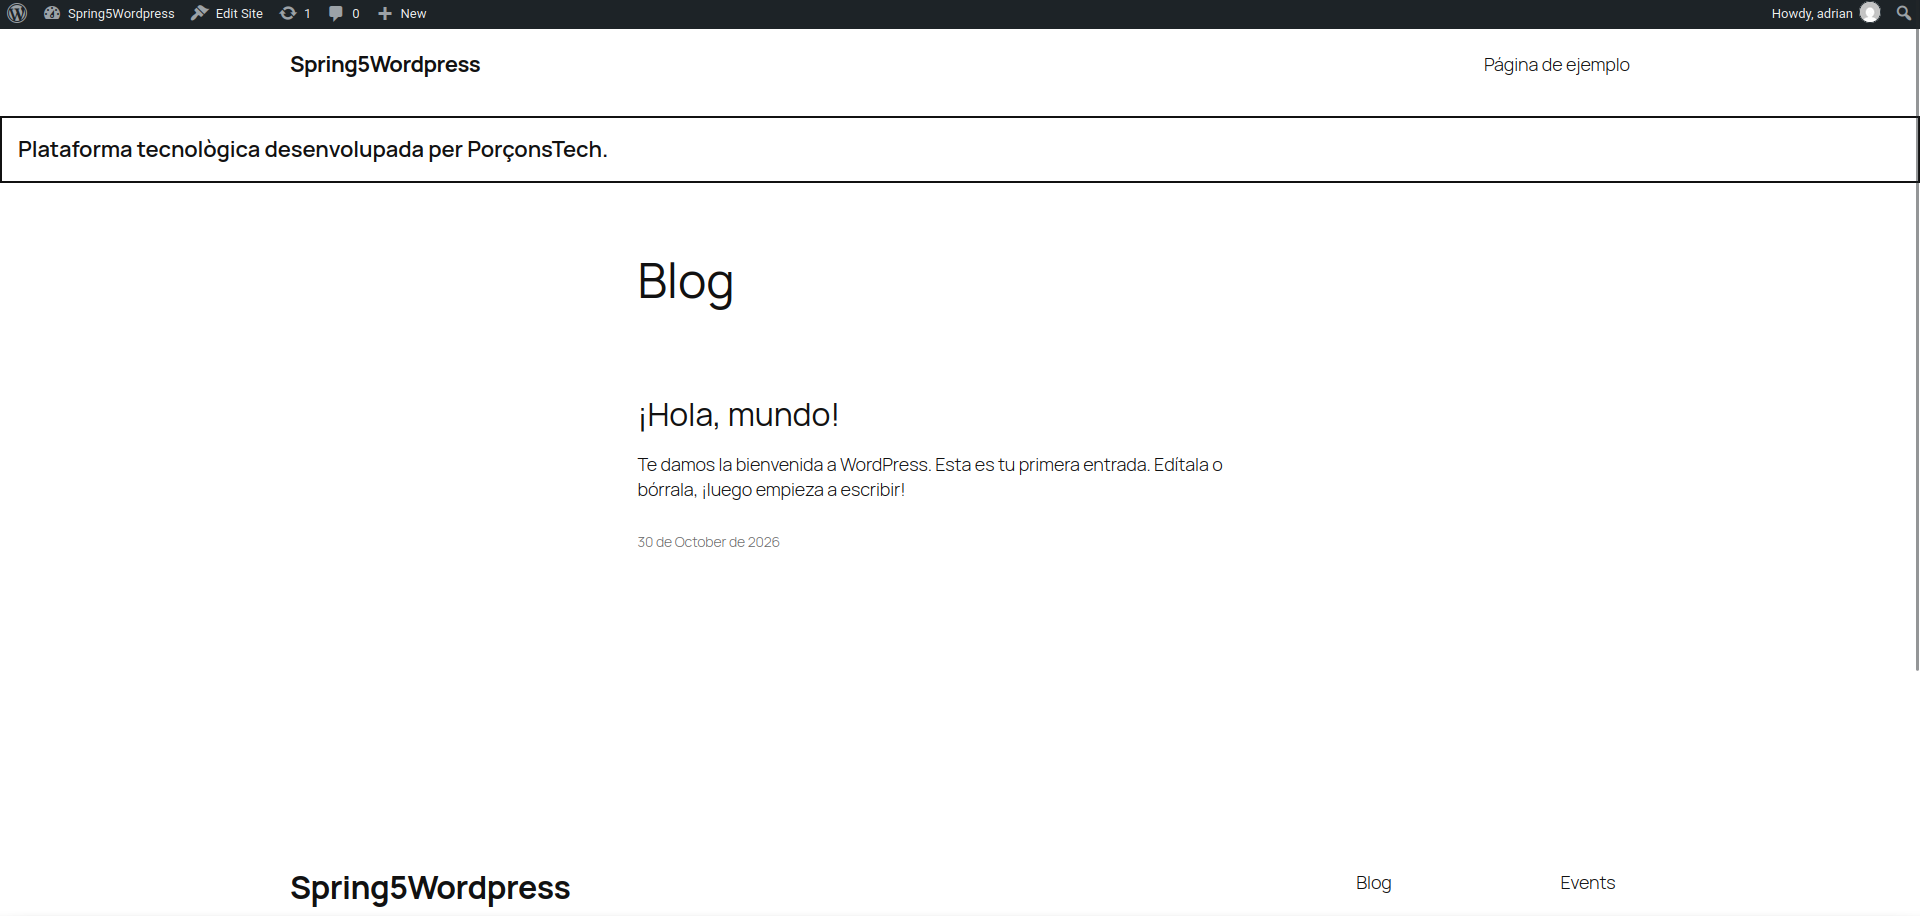 Spring5Wordpress Edit Site 1 0 New Howdy, adrian
Spring5Wordpress Página de ejemplo
Plataforma tecnològica desenvolupada per PorçonsTech.
Blog
¡Hola, mundo!
Te damos la bienvenida a WordPress. Esta es tu primera entrada. Edítala o
bórrala, ¡luego empieza a escribir!
30 de October de 2026
Spring5Wordpress Blog Events